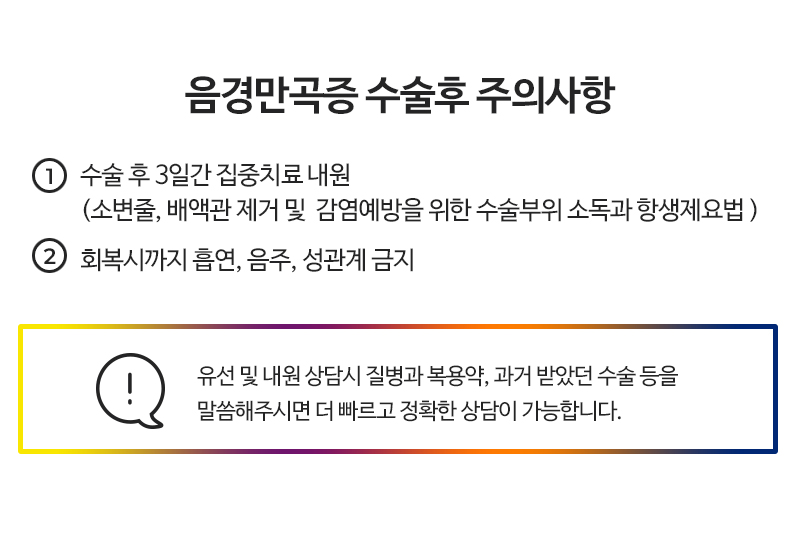 음경만곡증 수술후 주의사항
1 수술 후 3일간 집중치료 내원
(소변줄, 배액관 제거 및 감염예방을 위한 수술부위 소독과 항생제요법 )
2 회복시까지 흡연, 음주, 성관계 금지
! 유선 및 내원 상담시 질병과 복용약, 과거 받았던 수술 등을
말씀해주시면 더 빠르고 정확한 상담이 가능합니다.